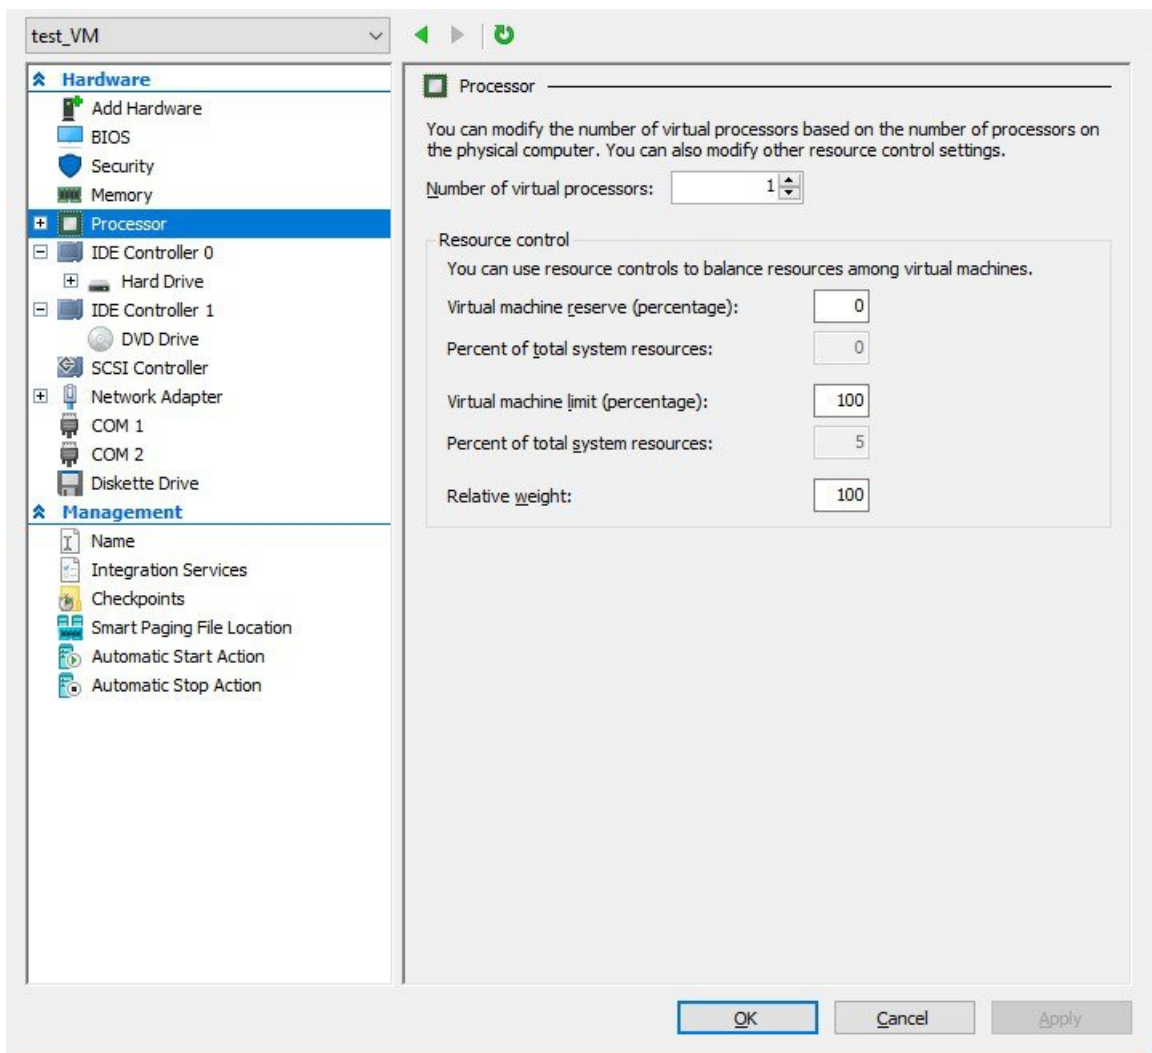 test_VM
Hardware
Add Hardware
BIOS
Security
Memory
Processor
IDE Controller 0
Hard Drive
IDE Controller 1
DVD Drive
SCSI Controller
Network Adapter
COM 1
COM 2
Diskette Drive
Management
Name
Integration Services
Checkpoints
Smart Paging File Location
Automatic Start Action
Automatic Stop Action
Processor
You can modify the number of virtual processors based on the number of processors on
the physical computer. You can also modify other resource control settings.
Number of virtual processors: 1
Resource control
You can use resource controls to balance resources among virtual machines.
Virtual machine reserve (percentage): 0
Percent of total system resources: 0
Virtual machine limit (percentage): 100
Percent of total system resources: 5
Relative weight: 100
OK Cancel Apply